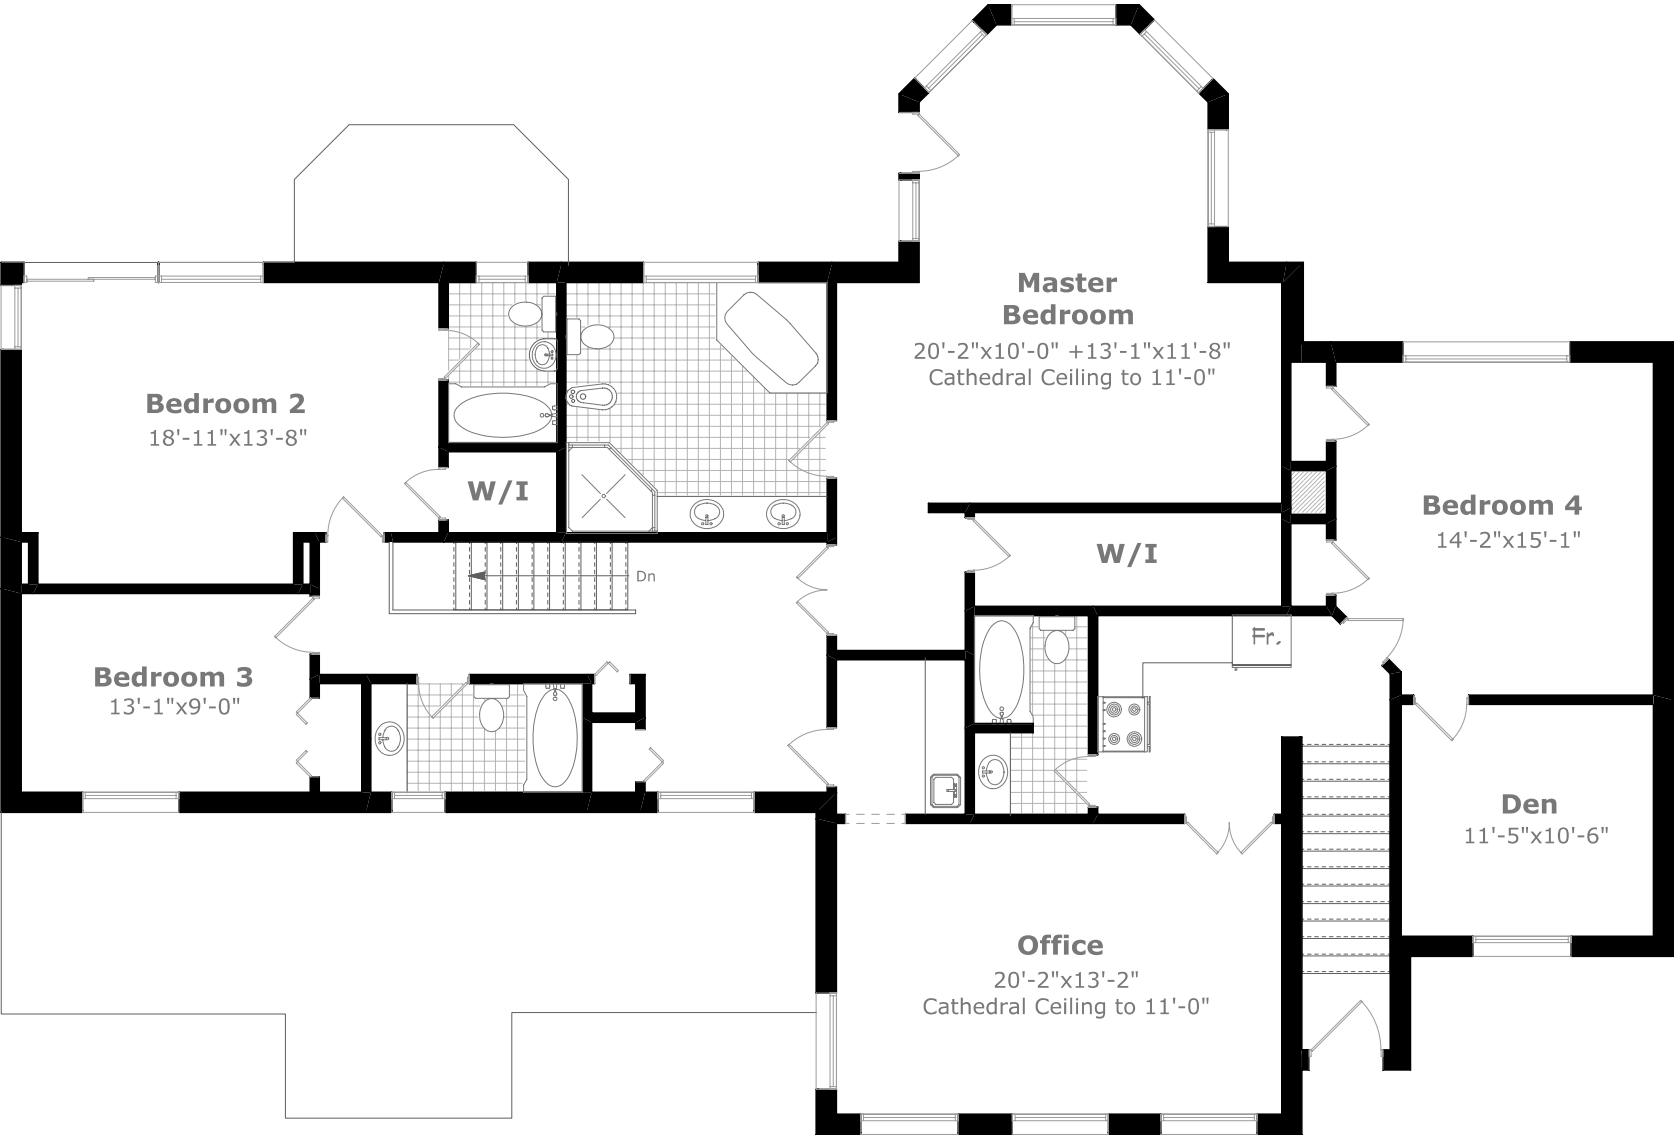 Master
Bedroom
20'-2"x10'-0" +13'-1"x11'-8"
Cathedral Ceiling to 11'-0"
Bedroom 2
18'-11"x13'-8"
W/I
Bedroom 4
14'-2"x15'-1"
W/I
Dn
Fr.
Bedroom 3
13'-1"x9'-0"
Den
11'-5"x10'-6"
Office
20'-2"x13'-2"
Cathedral Ceiling to 11'-0"